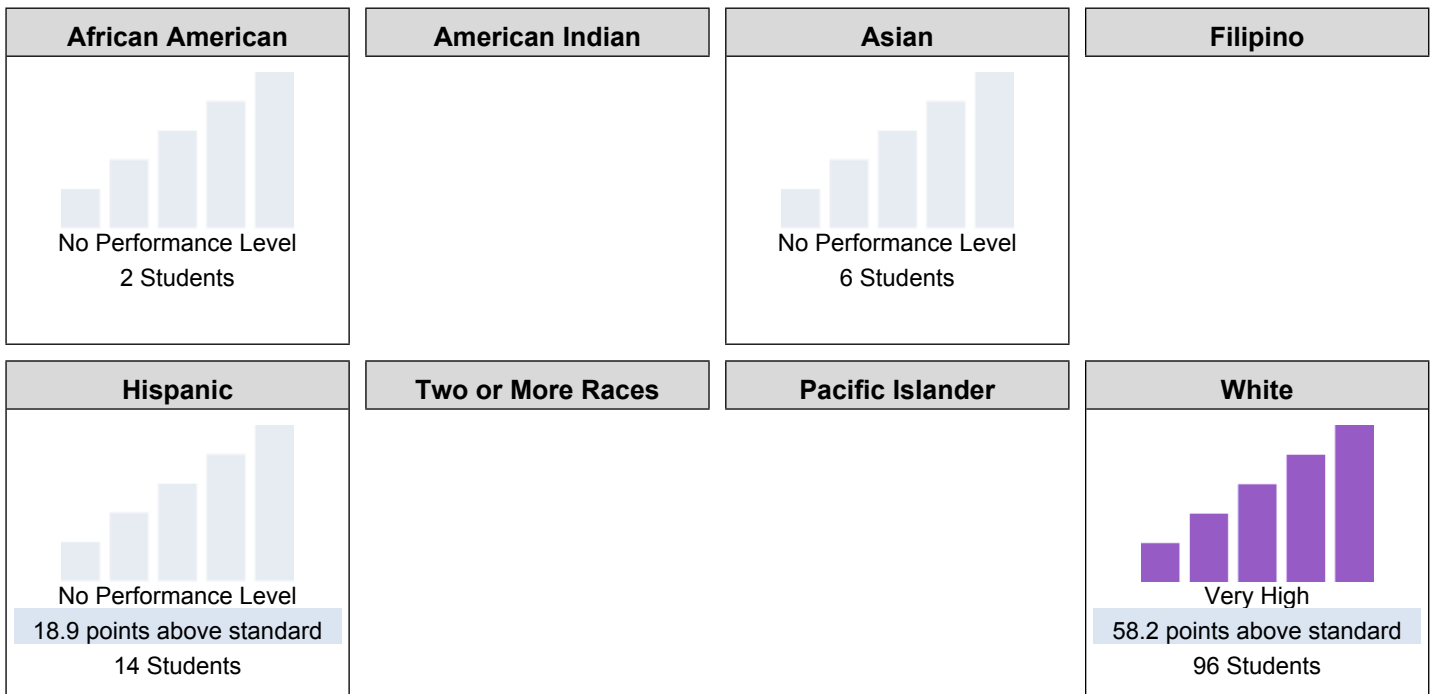 African American
No Performance Level
2 Students
American Indian
Asian
No Performance Level
6 Students
Filipino
Hispanic
No Performance Level
18.9 points above standard
14 Students
Two or More Races
Pacific Islander
White
Very High
58.2 points above standard
96 Students